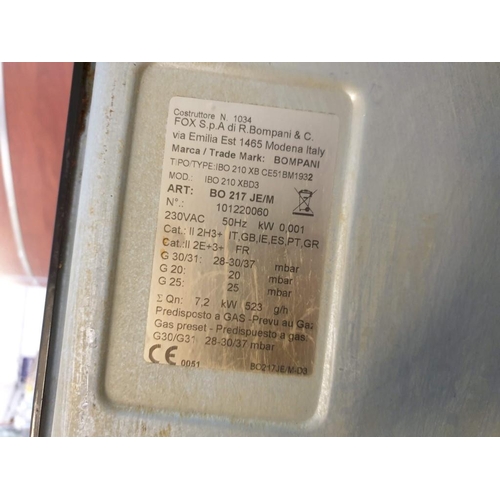 Costruttore N. 1034
FOX S.p.A di R.Bompani & C.
via Emilia Est 1465 Modena Italy
Marca / Trade Mark: BOMPANI
TIPO/TYPE: IBO 210 XB CE51BM1932
MOD.: IBO 210 XBD3
ART: BO 217 JE/M
N°.: 101220060
230VAC 50Hz kW 0,001
Cat.: II 2H3+ IT,GB,IE,ES,PT,GR
Cat.:II 2E+3+ FR
G 30/31: 28-30/37 mbar
G 20: 20 mbar
G 25: 25 mbar
Σ Qn: 7,2 kW 523 g/h
Predisposto a GAS -Prevu au Gaz
Gas preset - Predispuesto a gas
G30/G31 28-30/37 mbar
CE 0051 BO217JE/M-D3